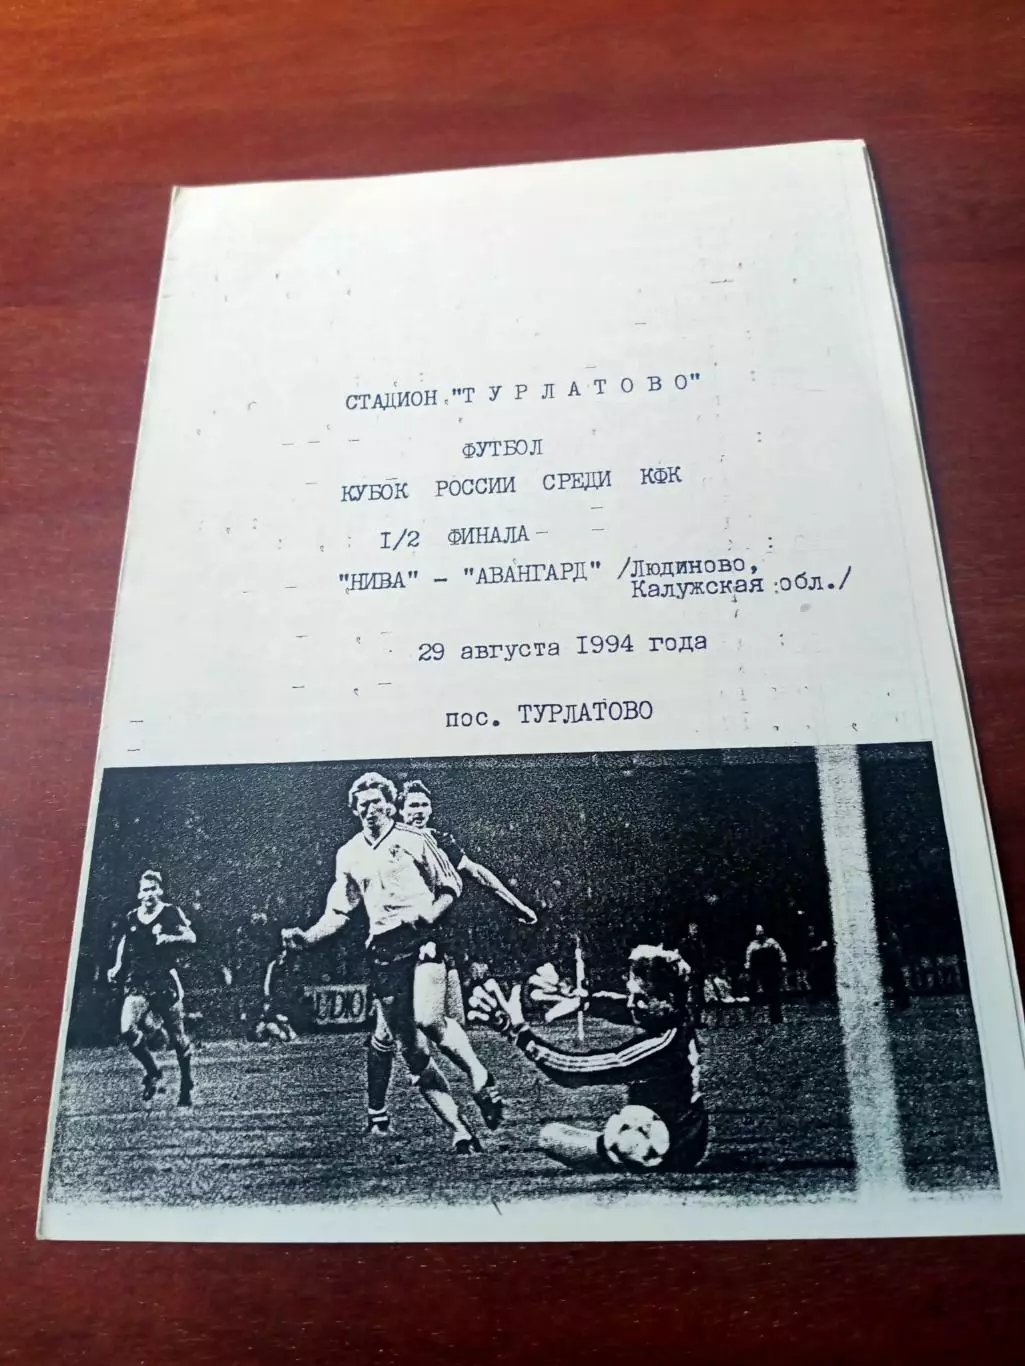 СТАДИОН "Т У Р Л А Т О В О"
ФУТБОЛ
КУБОК РОССИИ СРЕДИ КФК
I/2 ФИНАЛА
"НИВА" - "АВАНГАРД" /Людиново,
Калужская обл./
29 августа 1994 года
пос. ТУРЛАТОВО